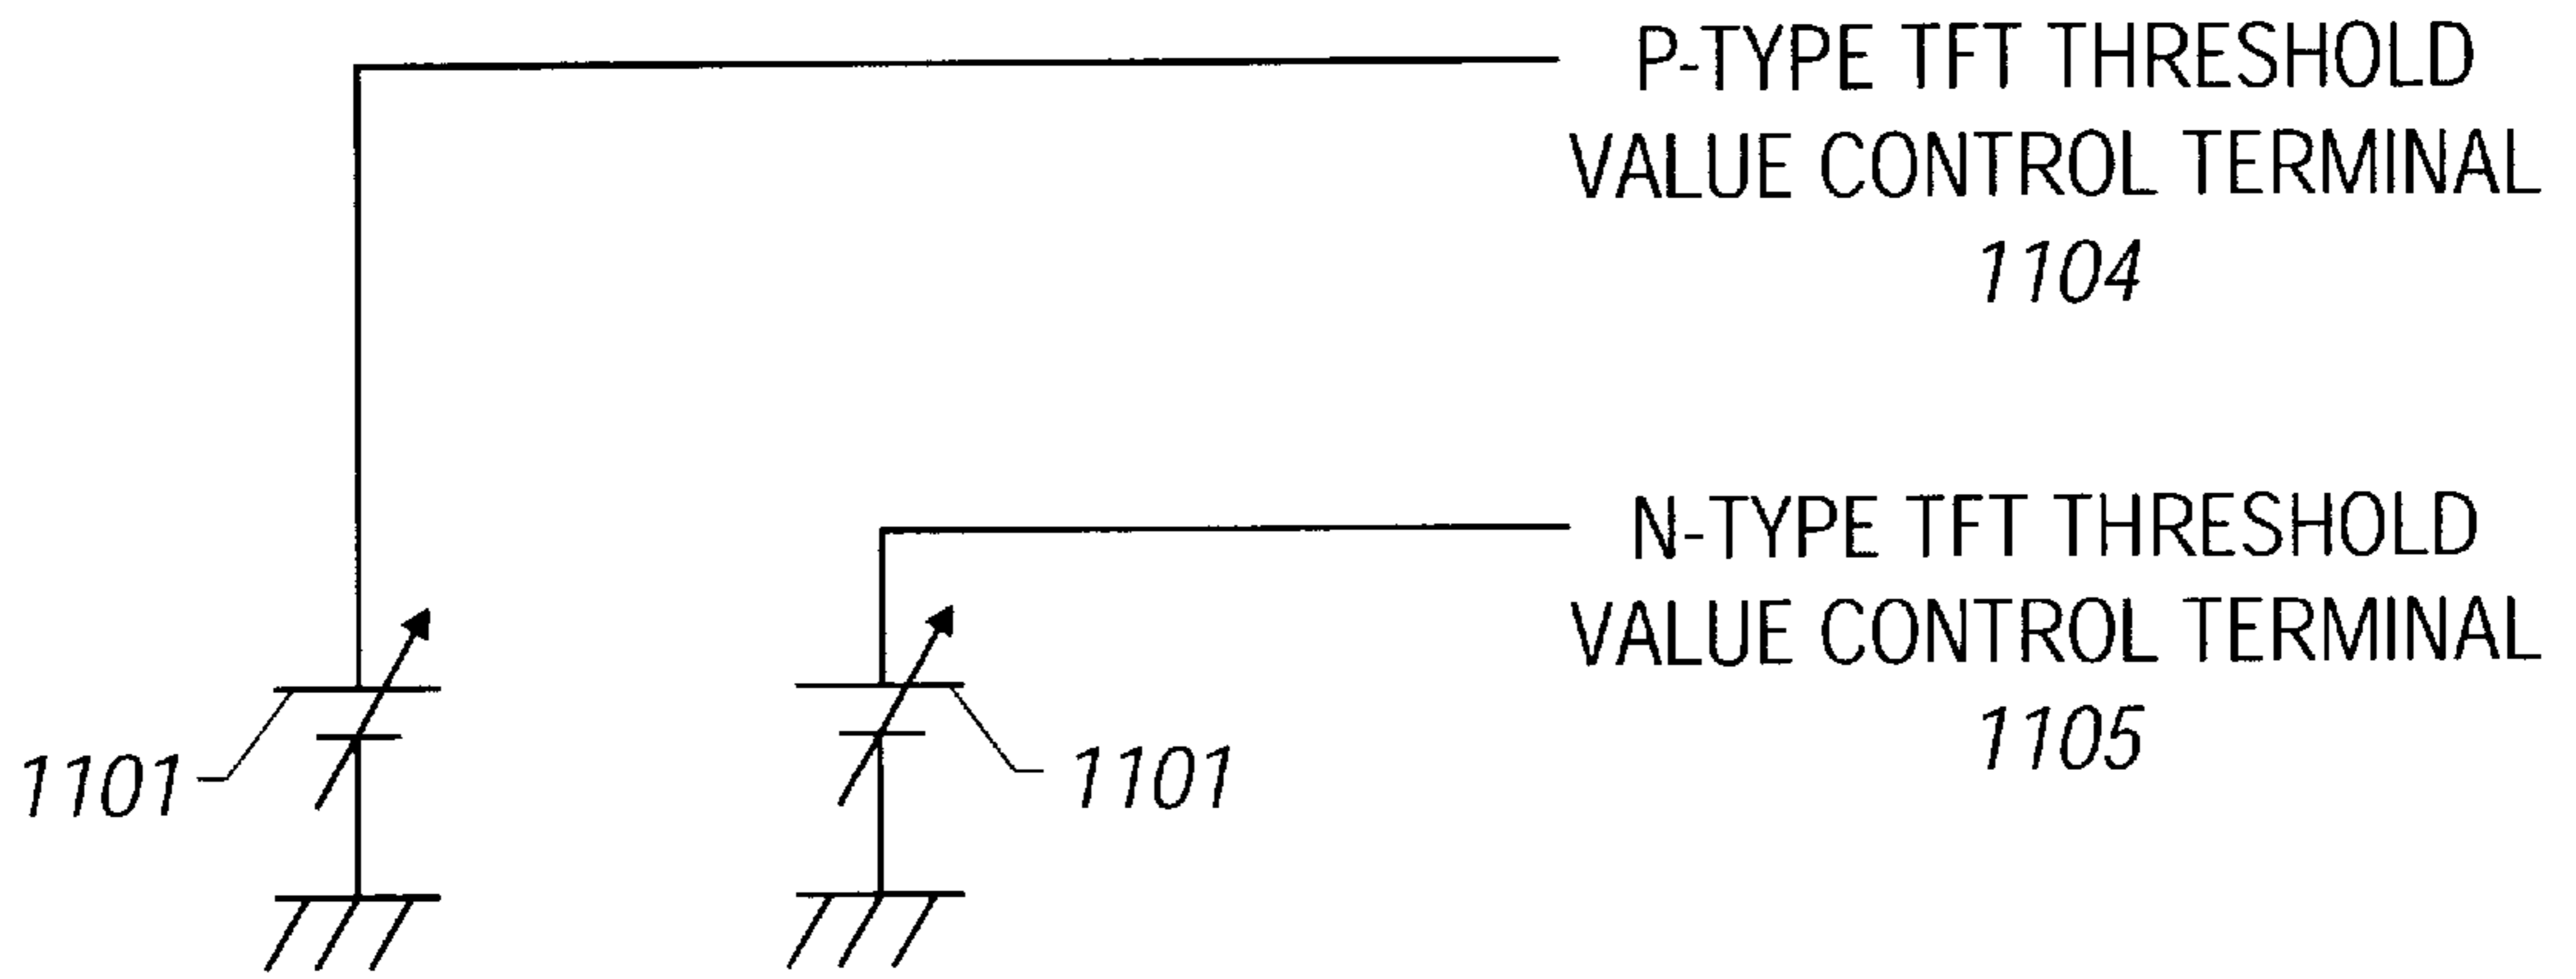 P-TYPE TFT THRESHOLD
VALUE CONTROL TERMINAL
1104
N-TYPE TFT THRESHOLD
VALUE CONTROL TERMINAL
1105
1101
1101